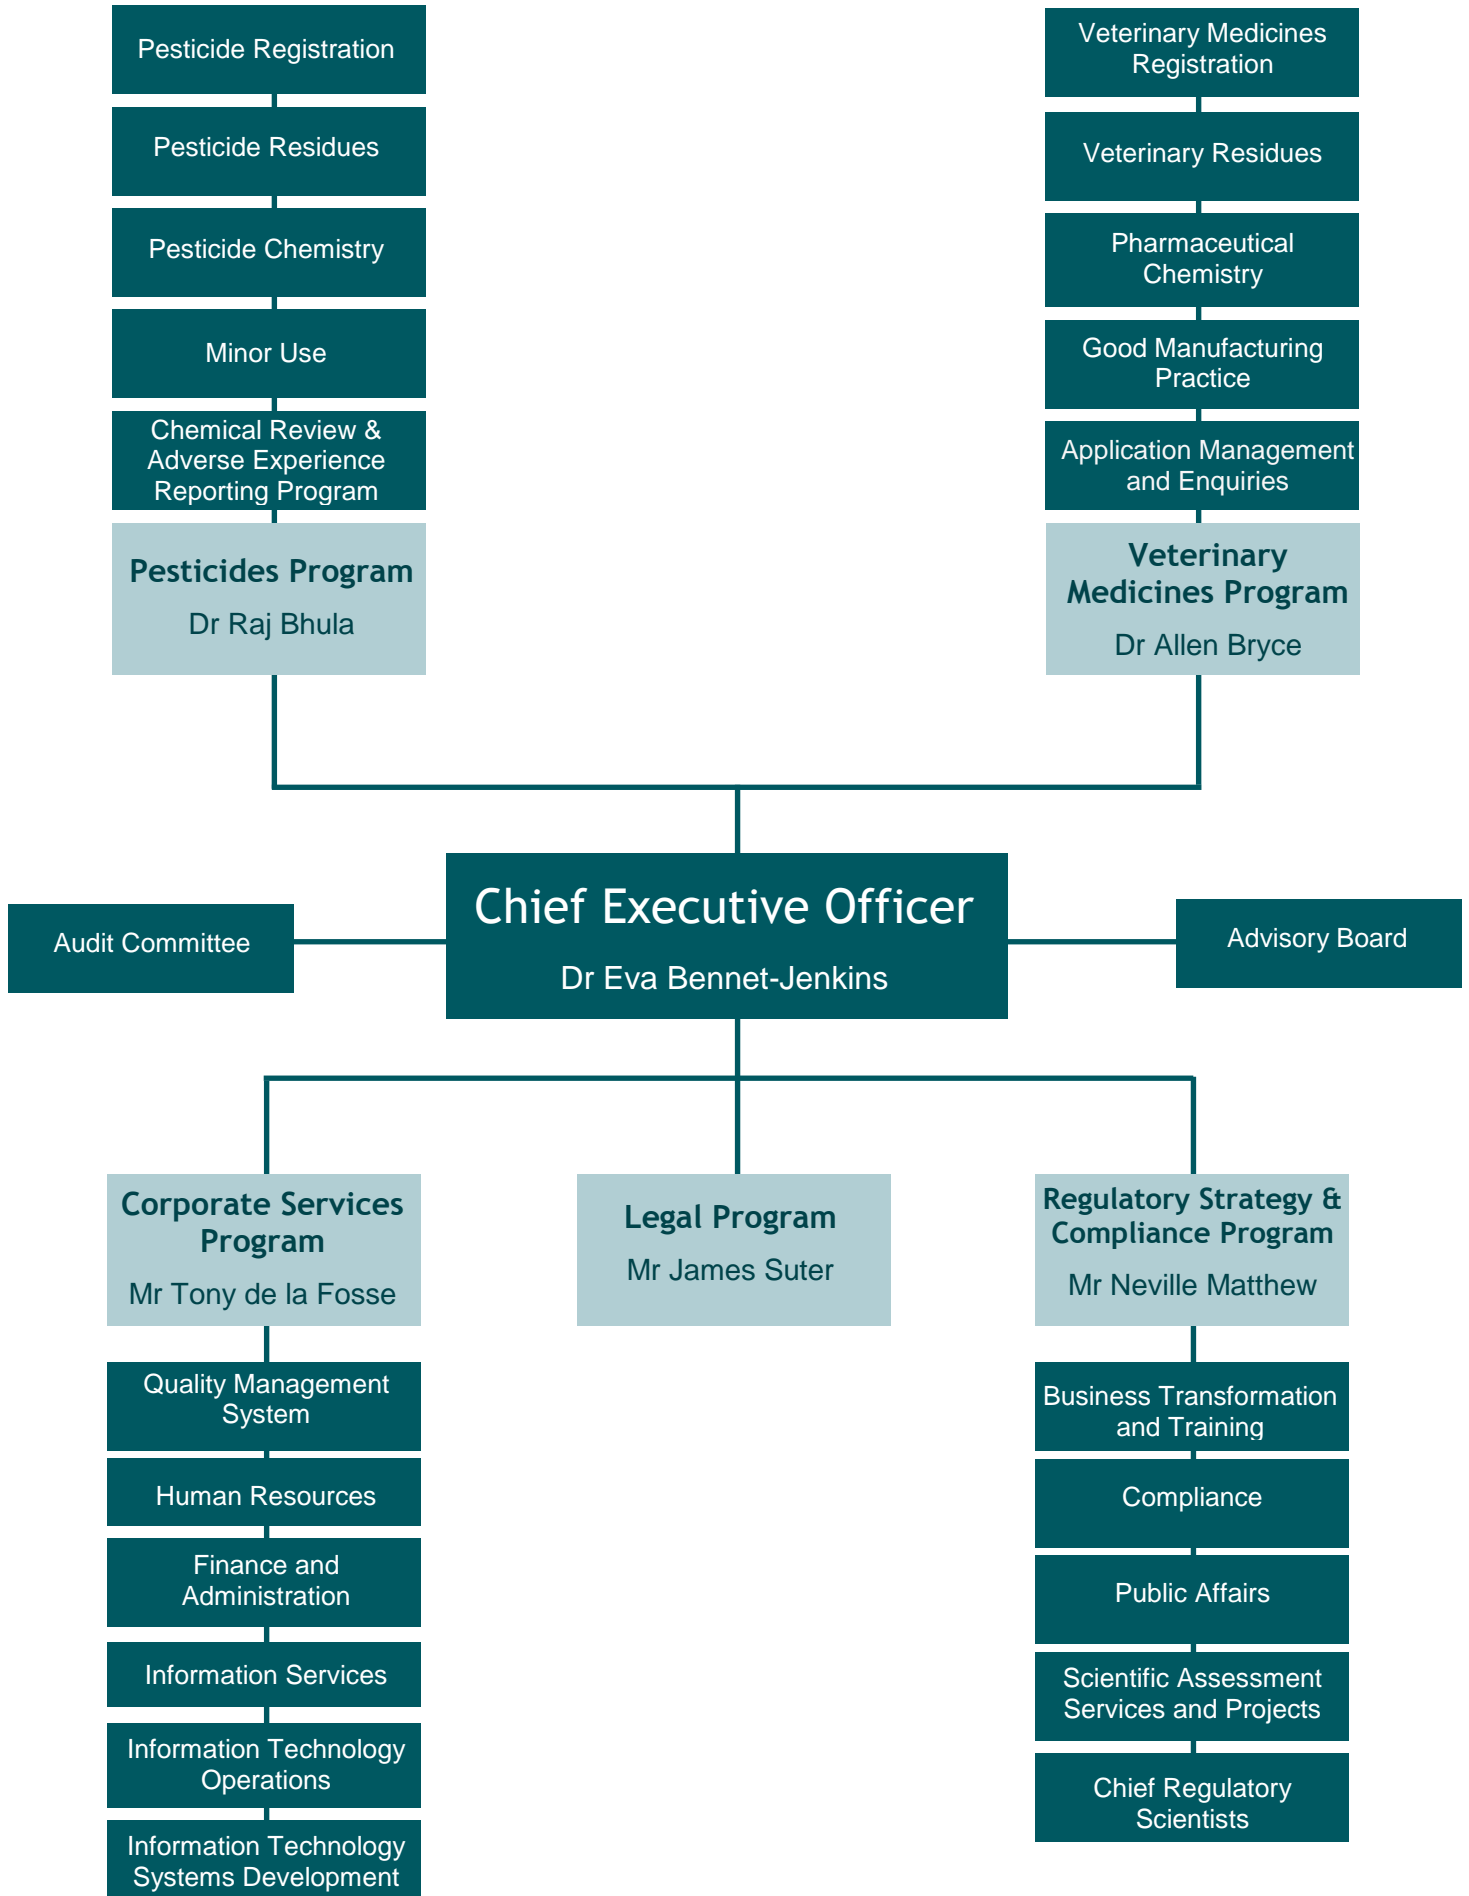 Pesticide Registration
Pesticide Residues
Pesticide Chemistry
Minor Use
Chemical Review &
Adverse Experience
Reporting Program
Pesticides Program
Dr Raj Bhula
Veterinary Medicines
Registration
Veterinary Residues
Pharmaceutical
Chemistry
Good Manufacturing
Practice
Application Management
and Enquiries
Veterinary
Medicines Program
Dr Allen Bryce
Audit Committee
Chief Executive Officer
Dr Eva Bennet-Jenkins
Advisory Board
Corporate Services
Program
Mr Tony de la Fosse
Quality Management
System
Human Resources
Finance and
Administration
Information Services
Information Technology
Operations
Information Technology
Systems Development
Legal Program
Mr James Suter
Regulatory Strategy &
Compliance Program
Mr Neville Matthew
Business Transformation
and Training
Compliance
Public Affairs
Scientific Assessment
Services and Projects
Chief Regulatory
Scientists